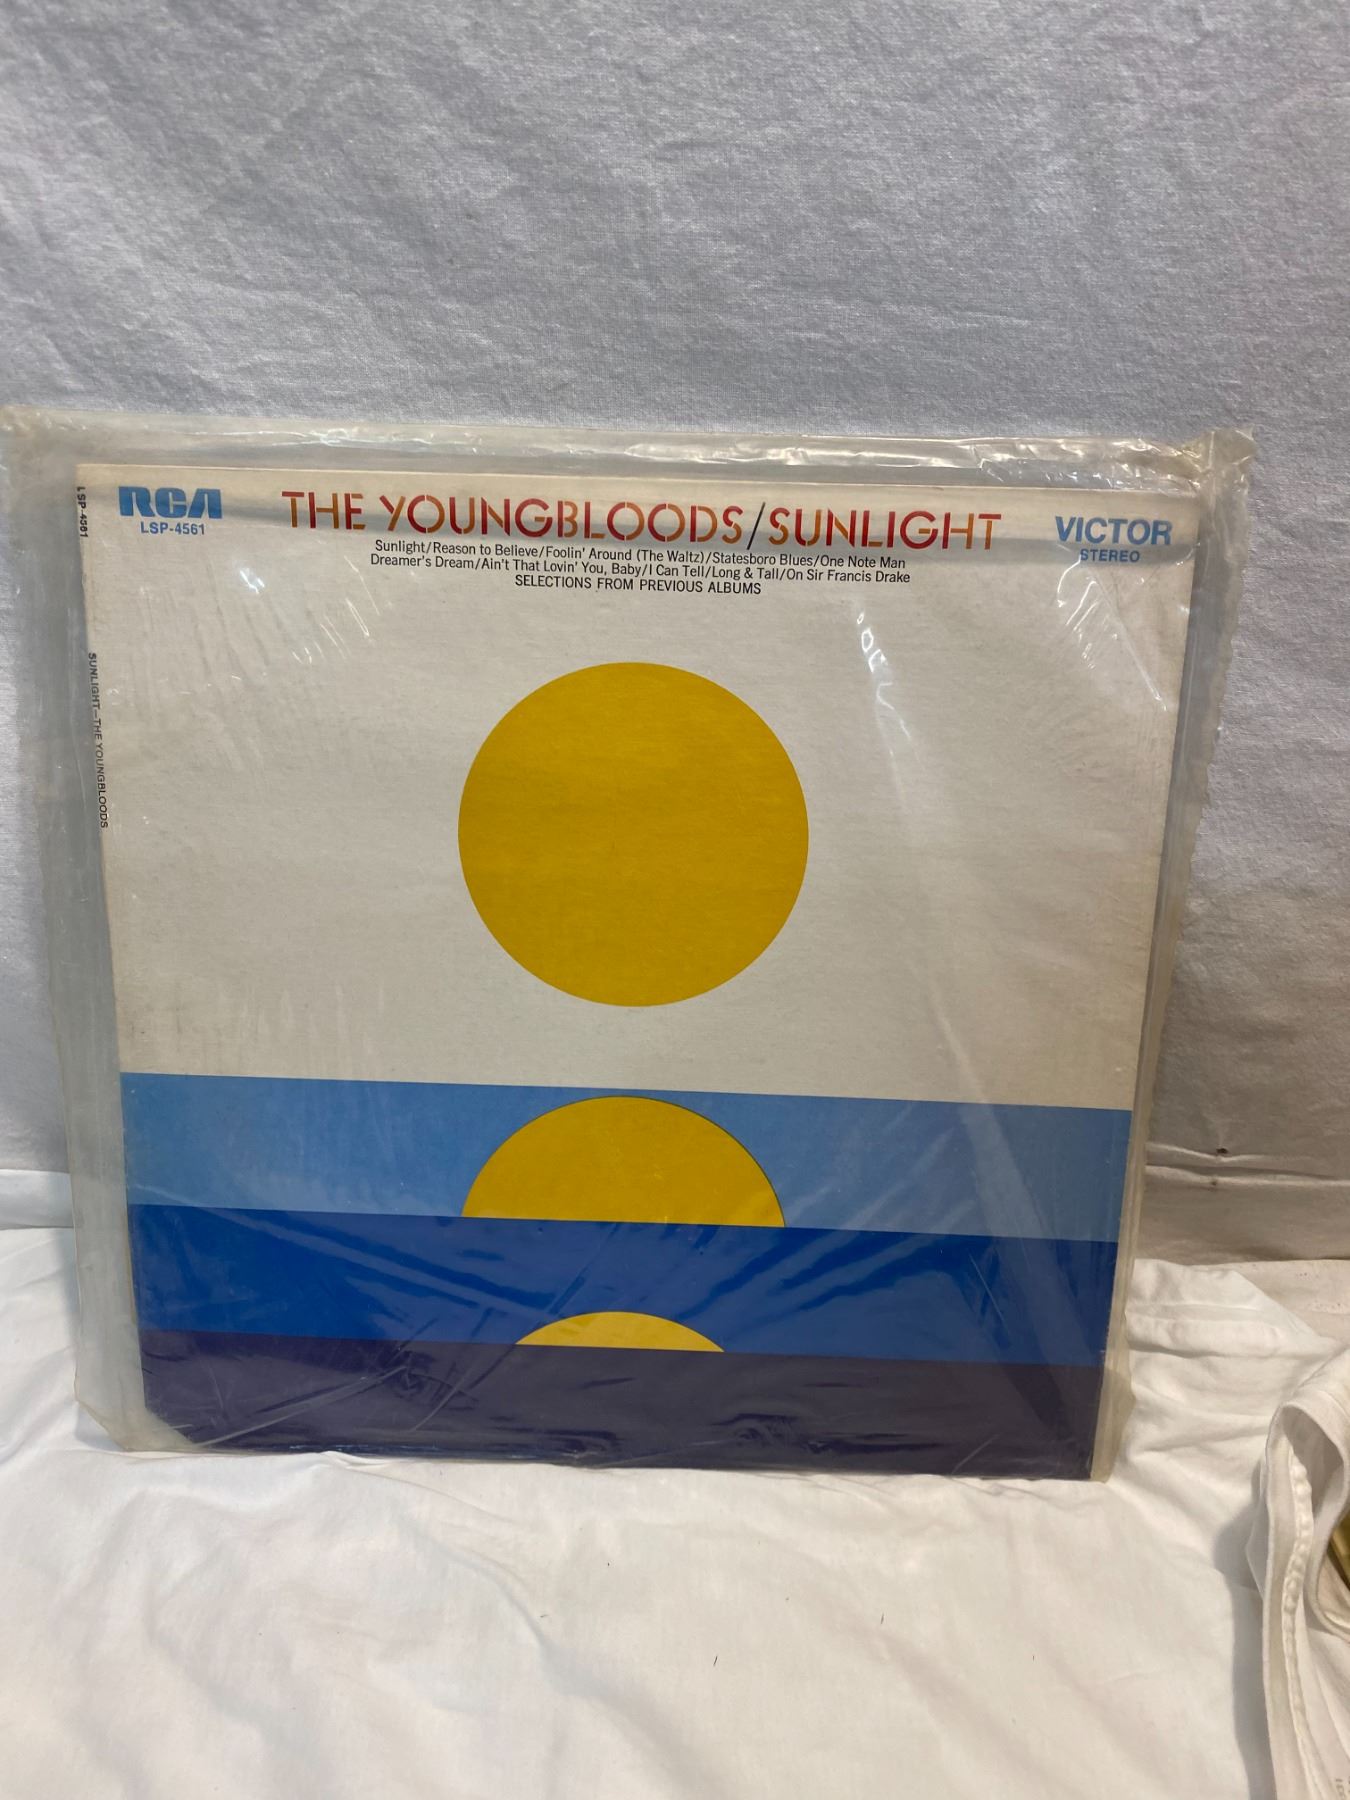 RCA
LSP-4561
THE YOUNGBLOODS/SUNLIGHT
VICTOR
STEREO
Sunlight/Reason to Believe/Foolin' Around (The Waltz)/Statesboro Blues/One Note Man
Dreamer's Dream/Ain't That Lovin' You, Baby/I Can Tell/Long & Tall/On Sir Francis Drake
SELECTIONS FROM PREVIOUS ALBUMS
LSP-4561
SUNLIGHT—THE YOUNGBLOODS